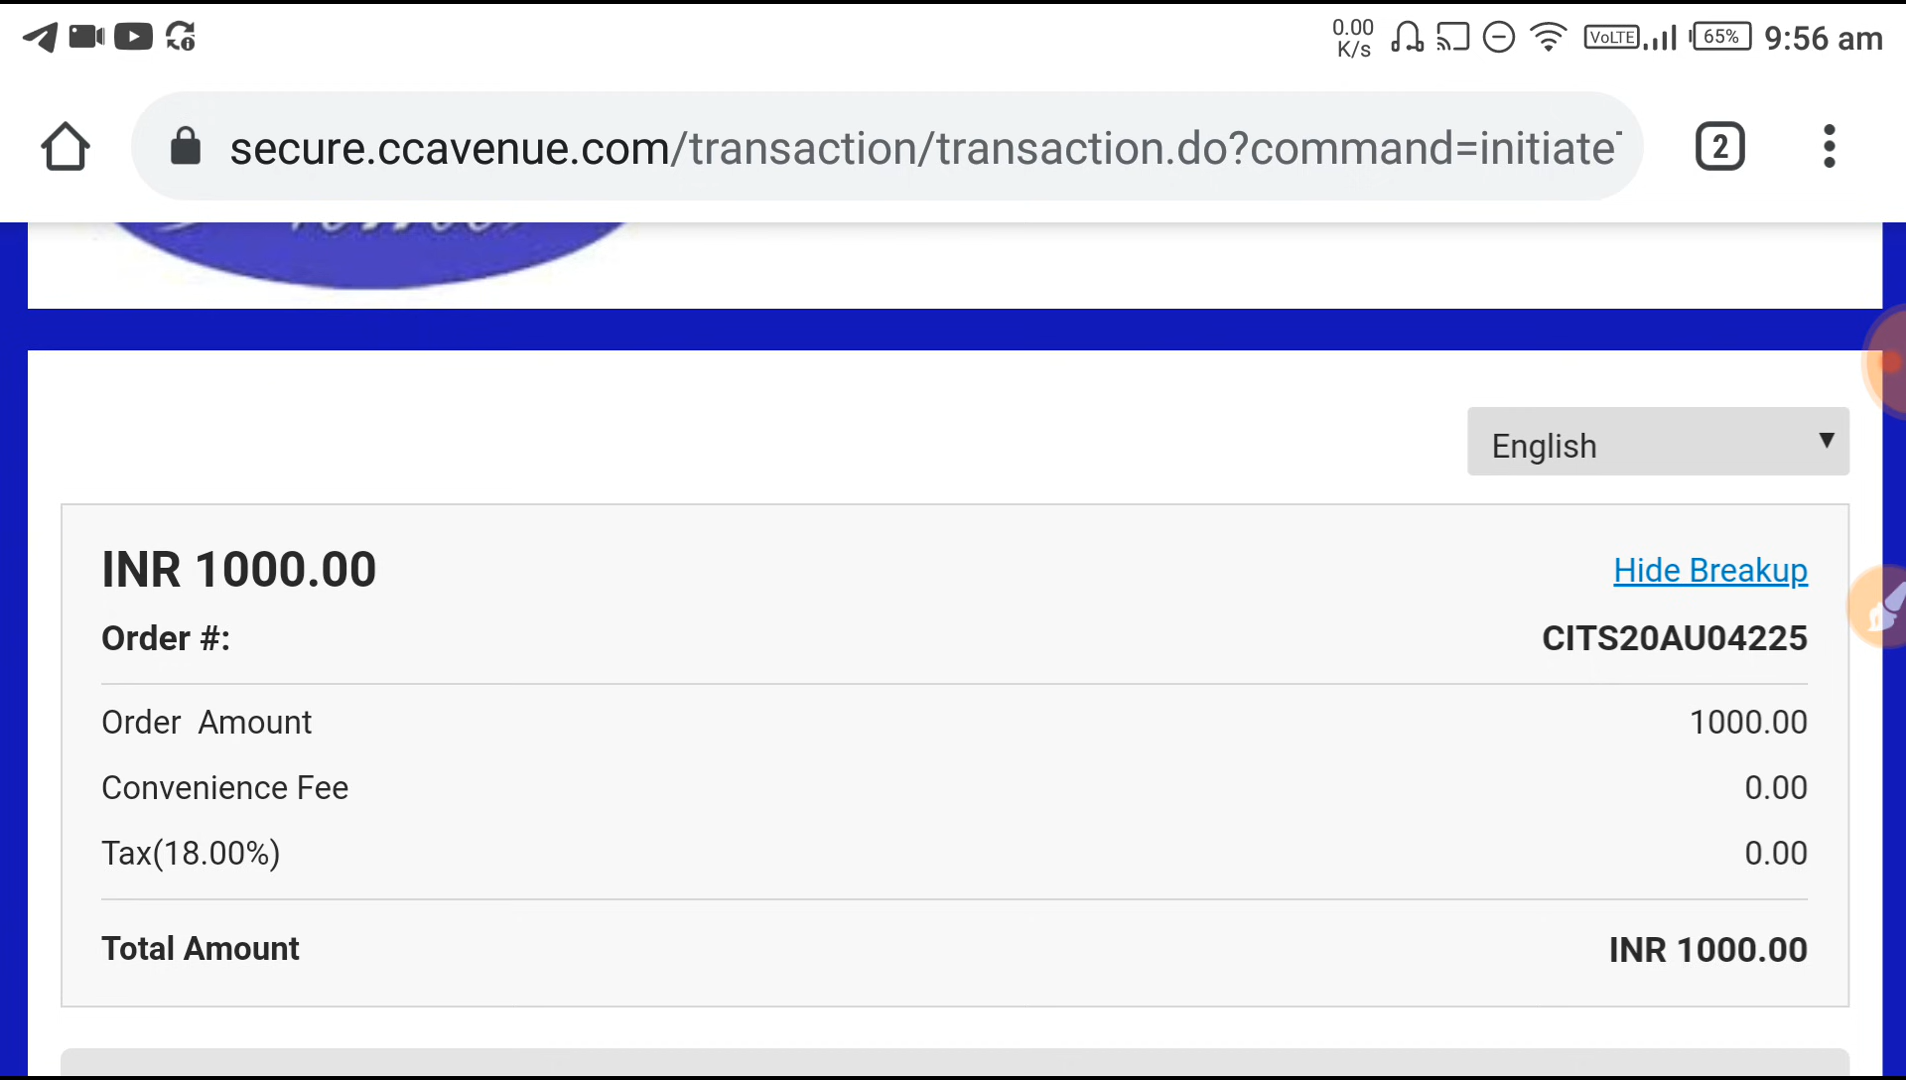 0.00
K/s
VoLTE
65%
9:56 am
secure.ccavenue.com/transaction/transaction.do?command=initiate
2
English
INR 1000.00
Hide Breakup
Order #:
CITS20AU04225
Order Amount
1000.00
Convenience Fee
0.00
Tax(18.00%)
0.00
Total Amount
INR 1000.00